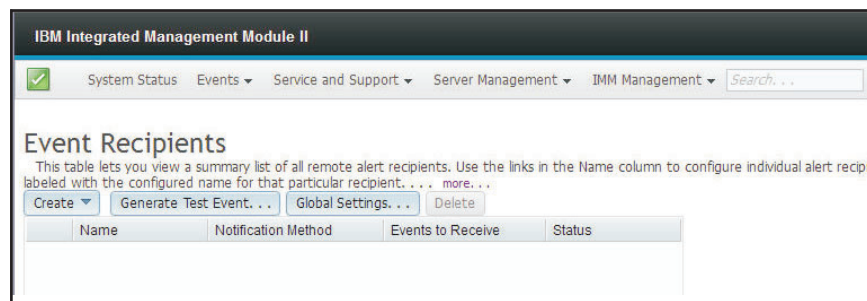 IBM Integrated Management Module II
System Status Events Service and Support Server Management IMM Management Search. . .
Event Recipients
This table lets you view a summary list of all remote alert recipients. Use the links in the Name column to configure individual alert recip
labeled with the configured name for that particular recipient. . . . more. . .
Create Generate Test Event. . . Global Settings. . . Delete
Name Notification Method Events to Receive Status